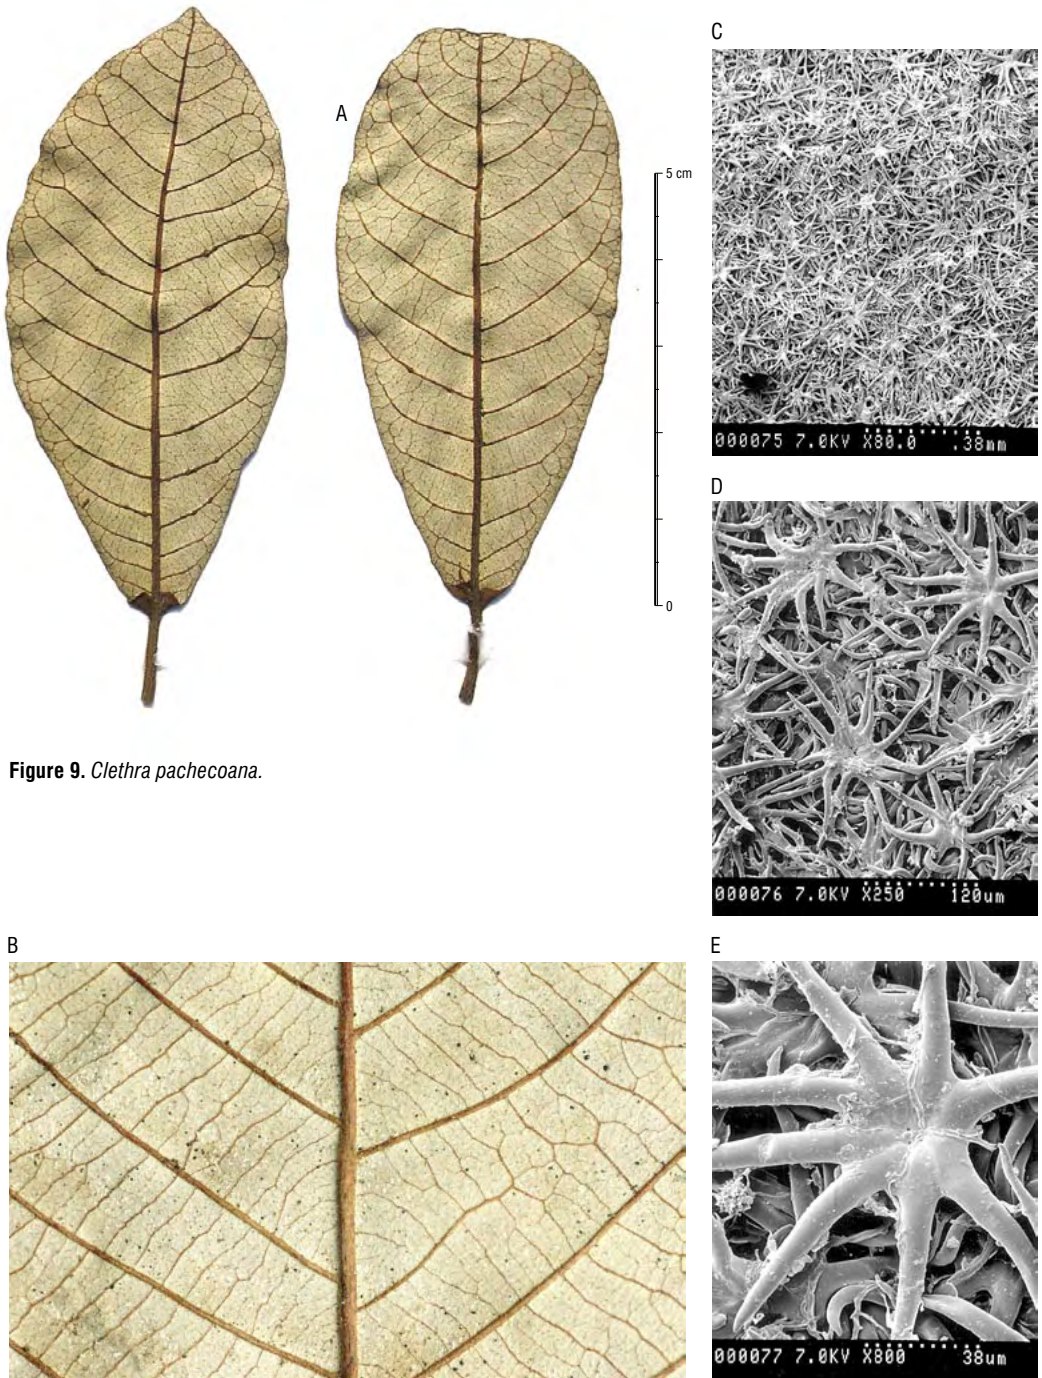 A
5 cm
0
Figure 9. Clethra pachecoana.
B
C
000075 7.0KV X80.0 .38mm
D
000076 7.0KV X250 120um
E
000077 7.0KV X800 38um